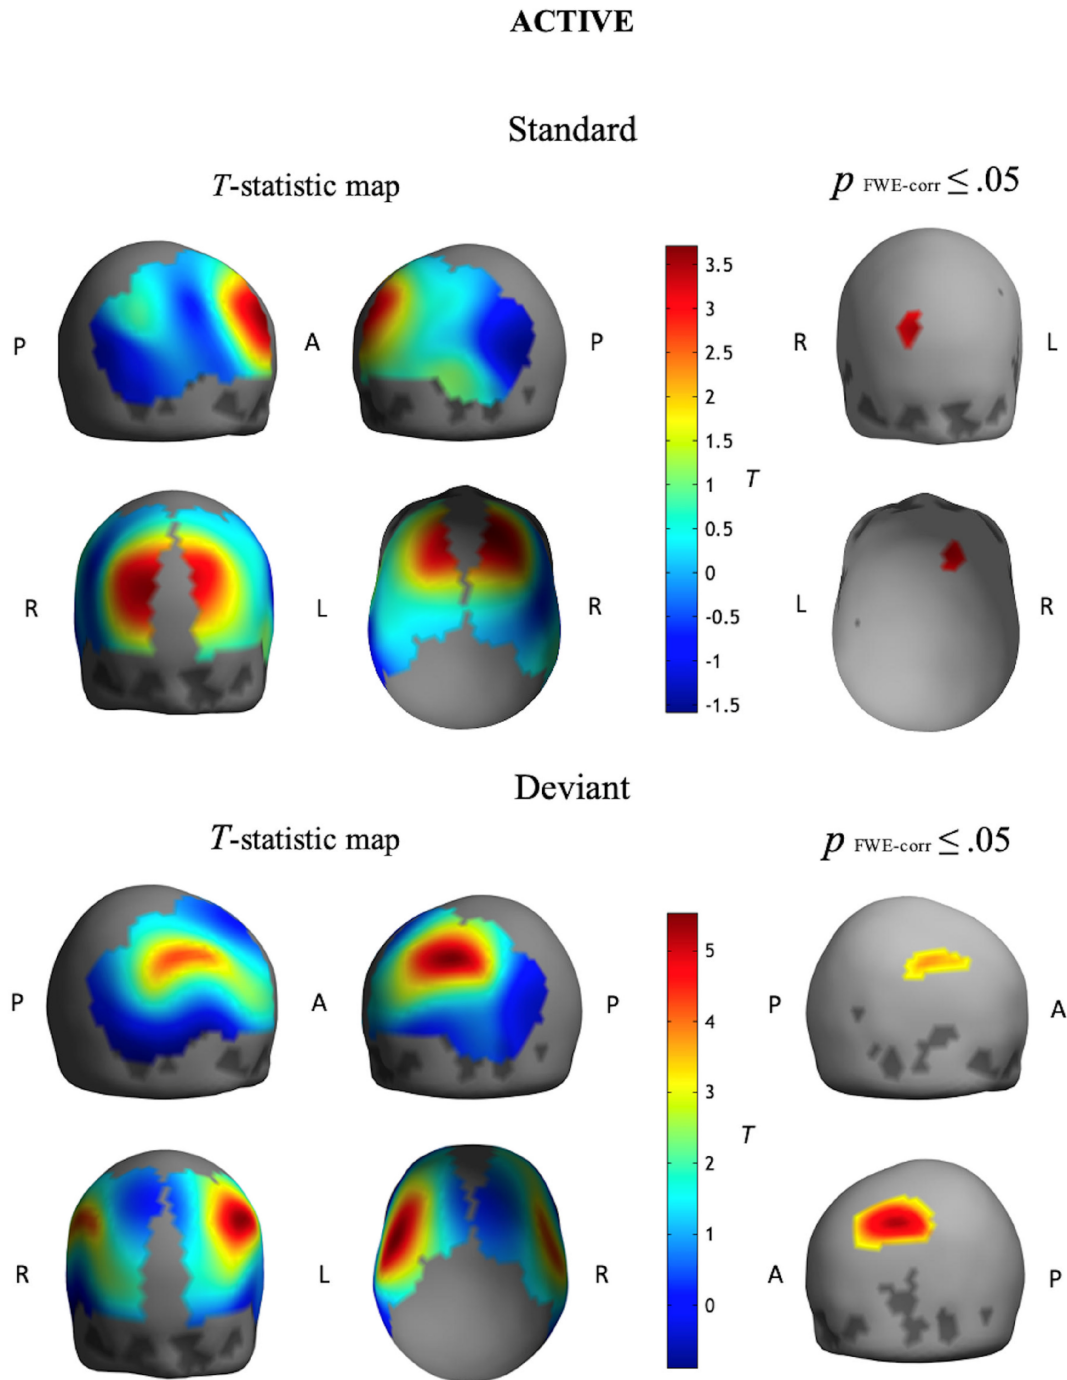 ACTIVE
Standard
T-statistic map
p FWE-corr ≤ .05
P
A
P
R
L
3.5
3
2.5
2
1.5
1
0.5
0
-0.5
-1
-1.5
T
R
L
R
L
R
Deviant
T-statistic map
p FWE-corr ≤ .05
P
A
P
P
A
5
4
3
2
1
0
T
R
L
R
A
P